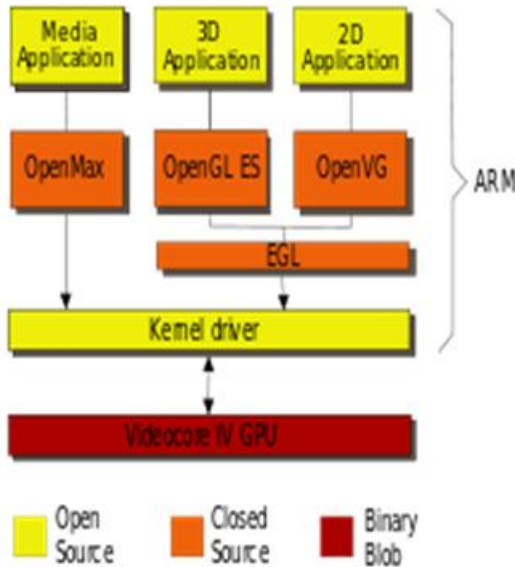 Media
Application
3D
Application
2D
Application
OpenMax
OpenGL ES
OpenVG
ARM
EGL
Kernel driver
Videocore IV GPU
Open
Source
Closed
Source
Binary
Blob